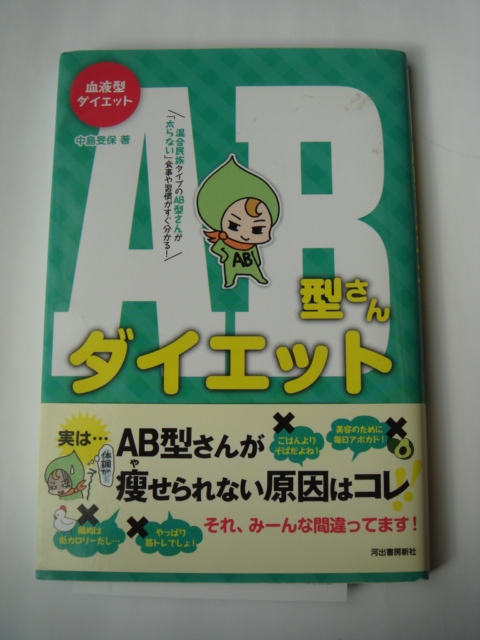 血液型
ダイエット
中島旻保 著
混合民族タイプのAB型さんが
「太らない」食事や習慣がすぐ分かる!
AB
AB
型さん
ダイエット
実は…
体調が…
AB型さんが
痩せられない原因はコレ!!
や
ごはんより
そばだよね!
美容のために
毎日アボカド!
鶏肉は
低カロリーだし…
やっぱり
筋トレでしょ!
それ、みーんな間違ってます!
河出書房新社